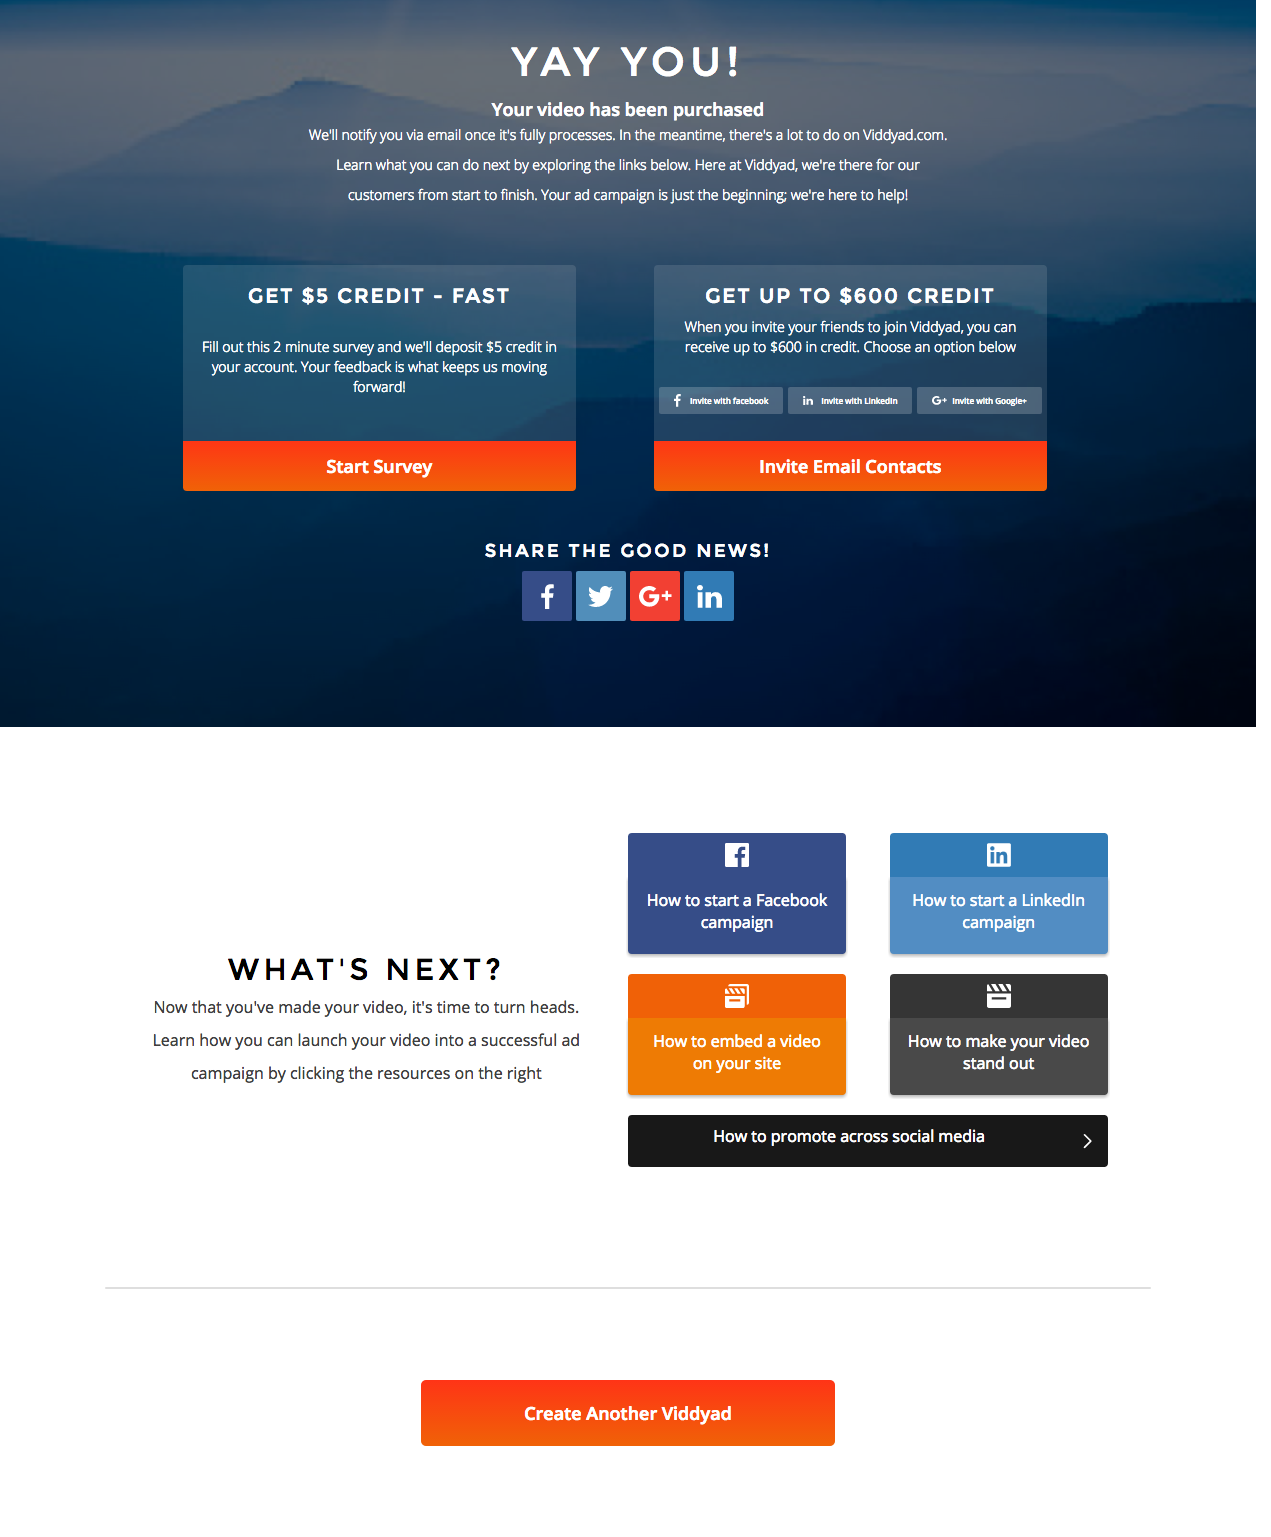 YAY YOU!
Your video has been purchased
We'll notify you via email once it's fully processes. In the meantime, there's a lot to do on Viddyad.com.
Learn what you can do next by exploring the links below. Here at Viddyad, we're there for our
customers from start to finish. Your ad campaign is just the beginning; we're here to help!
GET $5 CREDIT - FAST
Fill out this 2 minute survey and we'll deposit $5 credit in
your account. Your feedback is what keeps us moving
forward!
Start Survey
GET UP TO $600 CREDIT
When you invite your friends to join Viddyad, you can
receive up to $600 in credit. Choose an option below
Invite with facebook
Invite with LinkedIn
Invite with Google+
Invite Email Contacts
SHARE THE GOOD NEWS!
WHAT'S NEXT?
Now that you've made your video, it's time to turn heads.
Learn how you can launch your video into a successful ad
campaign by clicking the resources on the right
How to start a Facebook
campaign
How to start a LinkedIn
campaign
How to embed a video
on your site
How to make your video
stand out
How to promote across social media
Create Another Viddyad